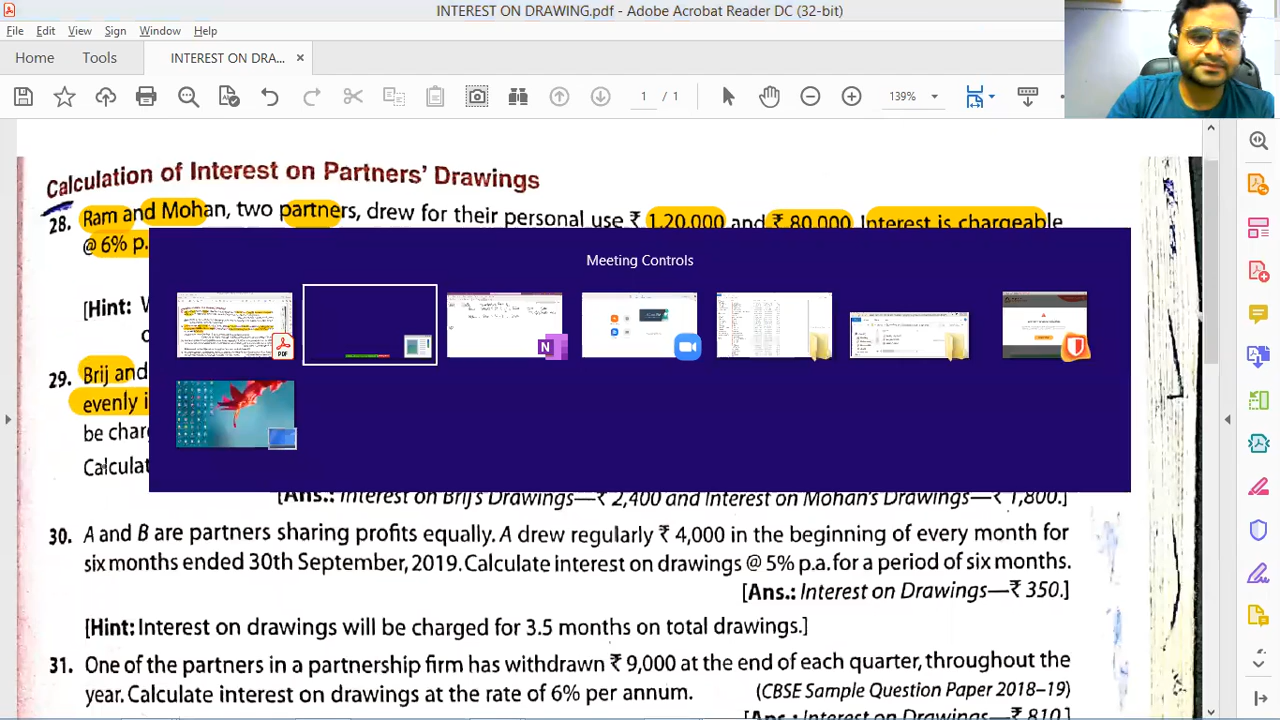 INTEREST ON DRAWING.pdf - Adobe Acrobat Reader DC (32-bit)
File Edit View Sign Window Help
Home Tools INTEREST ON DRA... ×
1 / 1 139%
Calculation of Interest on Partners' Drawings
28. Ram and Mohan, two partners, drew for their personal use ₹ 1,20,000 and ₹ 80,000. Interest is chargeable
@ 6% p.
Meeting Controls
[Hint:
29. Brij and
evenly i
be charg
Calculat
[Ans.: Interest on Brij's Drawings—₹ 2,400 and Interest on Mohan's Drawings—₹ 1,800.]
30. A and B are partners sharing profits equally. A drew regularly ₹ 4,000 in the beginning of every month for
six months ended 30th September, 2019. Calculate interest on drawings @ 5% p.a. for a period of six months.
[Ans.: Interest on Drawings—₹ 350.]
[Hint: Interest on drawings will be charged for 3.5 months on total drawings.]
31. One of the partners in a partnership firm has withdrawn ₹ 9,000 at the end of each quarter, throughout the
year. Calculate interest on drawings at the rate of 6% per annum. (CBSE Sample Question Paper 2018–19)
[Ans.: Interest on Drawings—₹ 810.]